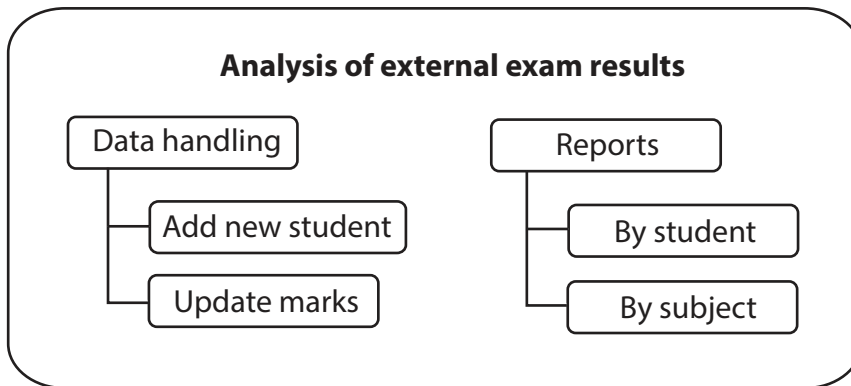 Analysis of external exam results
Data handling
Add new student
Update marks
Reports
By student
By subject